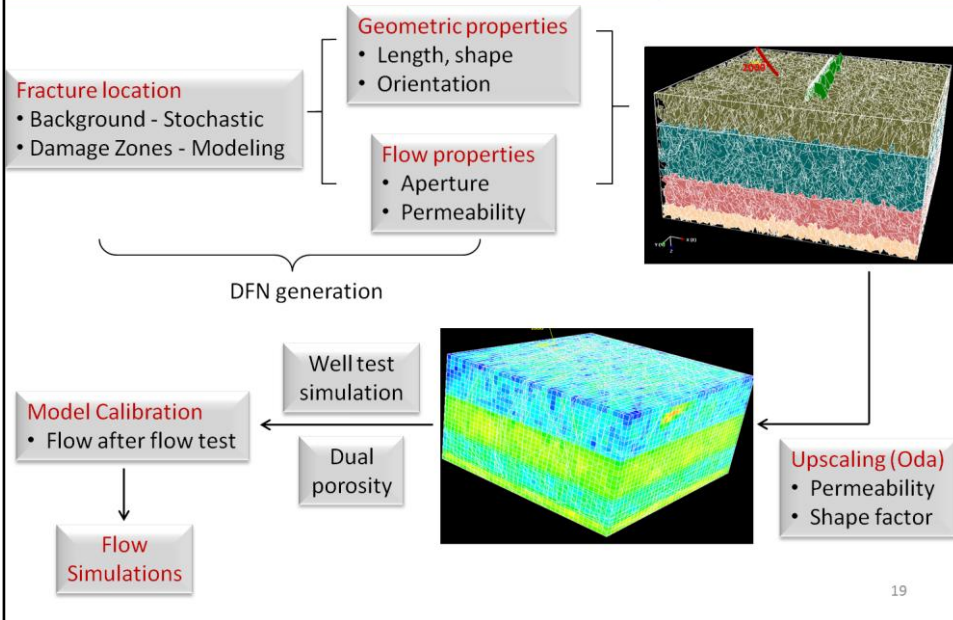 Fracture location
• Background - Stochastic
• Damage Zones - Modeling
Geometric properties
• Length, shape
• Orientation
Flow properties
• Aperture
• Permeability
DFN generation
Upscaling (Oda)
• Permeability
• Shape factor
Well test
simulation
Dual
porosity
Model Calibration
• Flow after flow test
Flow
Simulations
19